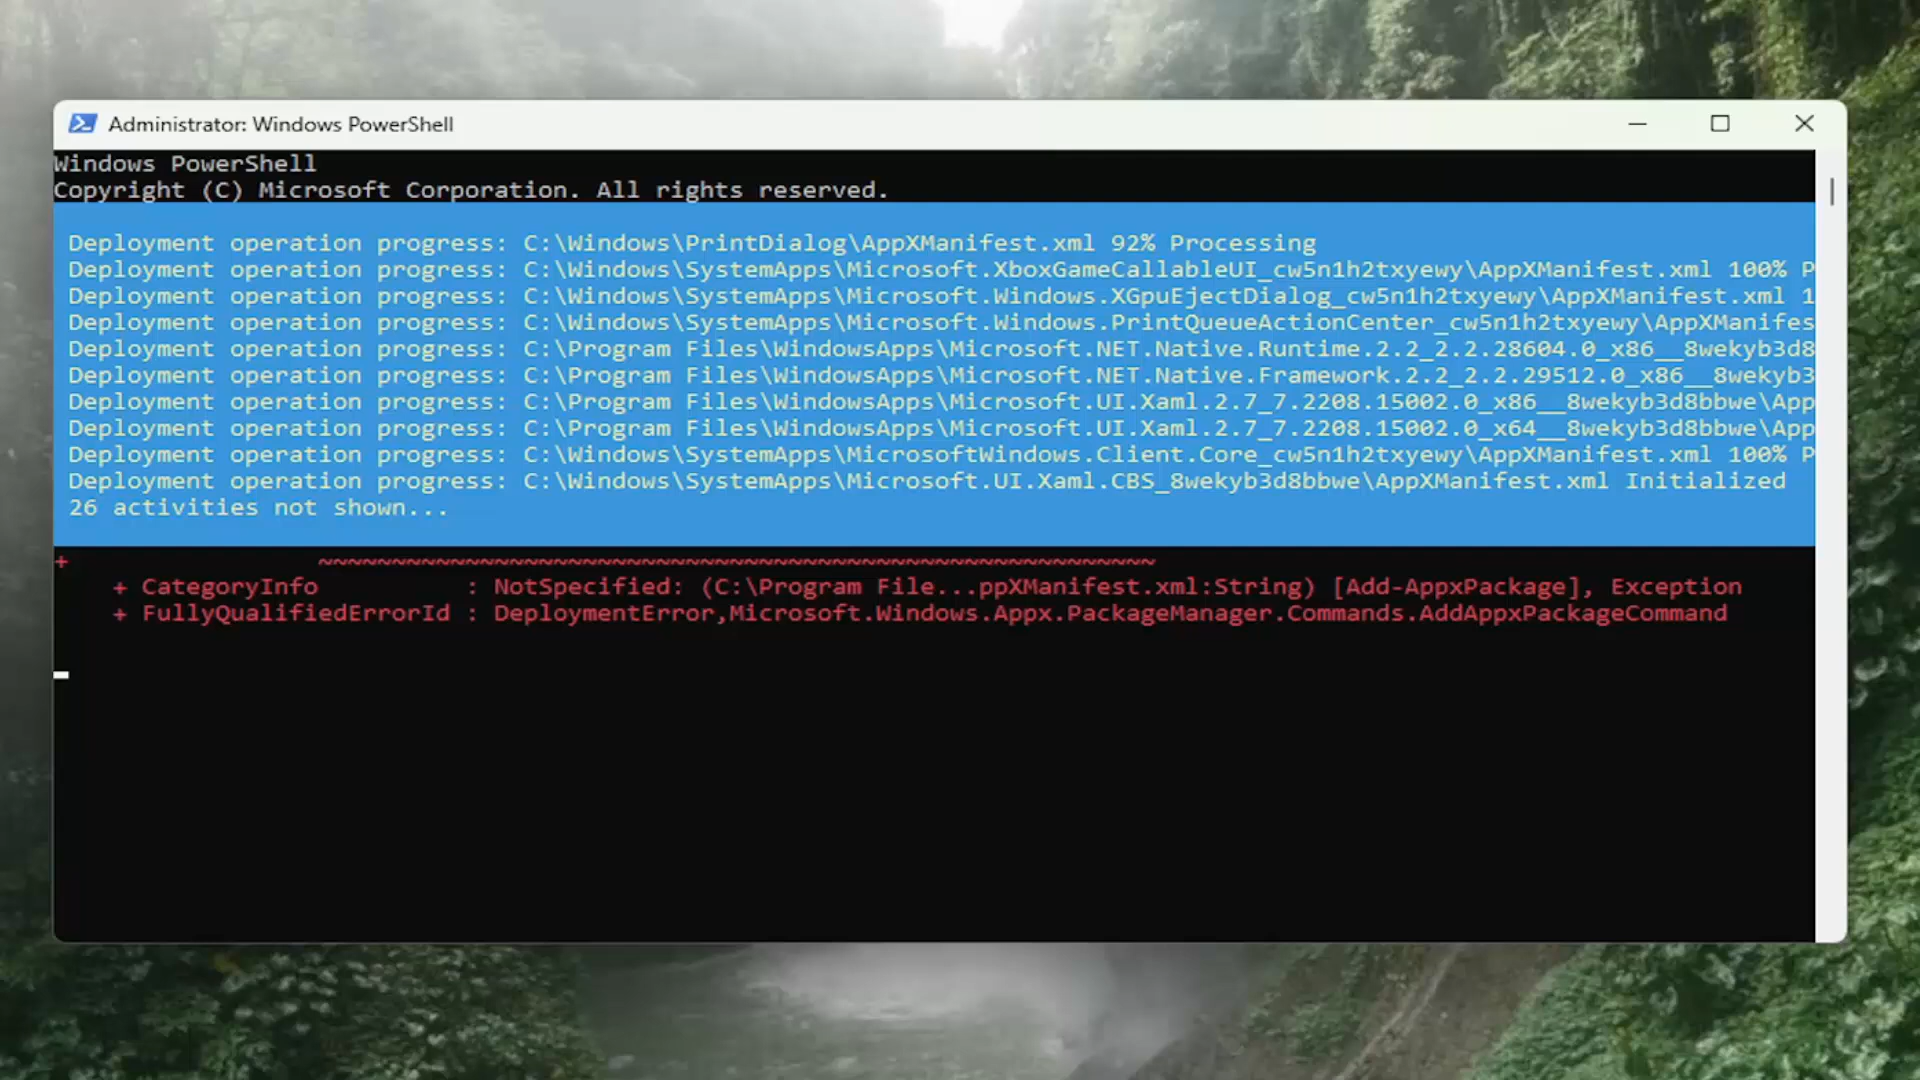 Administrator: Windows PowerShell
Windows PowerShell
Copyright (C) Microsoft Corporation. All rights reserved.
Deployment operation progress: C:\Windows\PrintDialog\AppXManifest.xml 92% Processing
Deployment operation progress: C:\Windows\SystemApps\Microsoft.XboxGameCallableUI_cw5n1h2txyewy\AppXManifest.xml 100% P
Deployment operation progress: C:\Windows\SystemApps\Microsoft.Windows.XGpuEjectDialog_cw5n1h2txyewy\AppXManifest.xml 1
Deployment operation progress: C:\Windows\SystemApps\Microsoft.Windows.PrintQueueActionCenter_cw5n1h2txyewy\AppXManifes
Deployment operation progress: C:\Program Files\WindowsApps\Microsoft.NET.Native.Runtime.2.2_2.2.28604.0_x86__8wekyb3d8
Deployment operation progress: C:\Program Files\WindowsApps\Microsoft.NET.Native.Framework.2.2_2.2.29512.0_x86__8wekyb3
Deployment operation progress: C:\Program Files\WindowsApps\Microsoft.UI.Xaml.2.7_7.2208.15002.0_x86__8wekyb3d8bbwe\App
Deployment operation progress: C:\Program Files\WindowsApps\Microsoft.UI.Xaml.2.7_7.2208.15002.0_x64__8wekyb3d8bbwe\App
Deployment operation progress: C:\Windows\SystemApps\MicrosoftWindows.Client.Core_cw5n1h2txyewy\AppXManifest.xml 100% P
Deployment operation progress: C:\Windows\SystemApps\Microsoft.UI.Xaml.CBS_8wekyb3d8bbwe\AppXManifest.xml Initialized
26 activities not shown...
+ ~~~~~~~~~~~~~~~~~~~~~~~~~~~~~~~~~~~~~~~~~~~~~~~~~~~~~~~~~
+ CategoryInfo : NotSpecified: (C:\Program File...ppXManifest.xml:String) [Add-AppxPackage], Exception
+ FullyQualifiedErrorId : DeploymentError,Microsoft.Windows.Appx.PackageManager.Commands.AddAppxPackageCommand